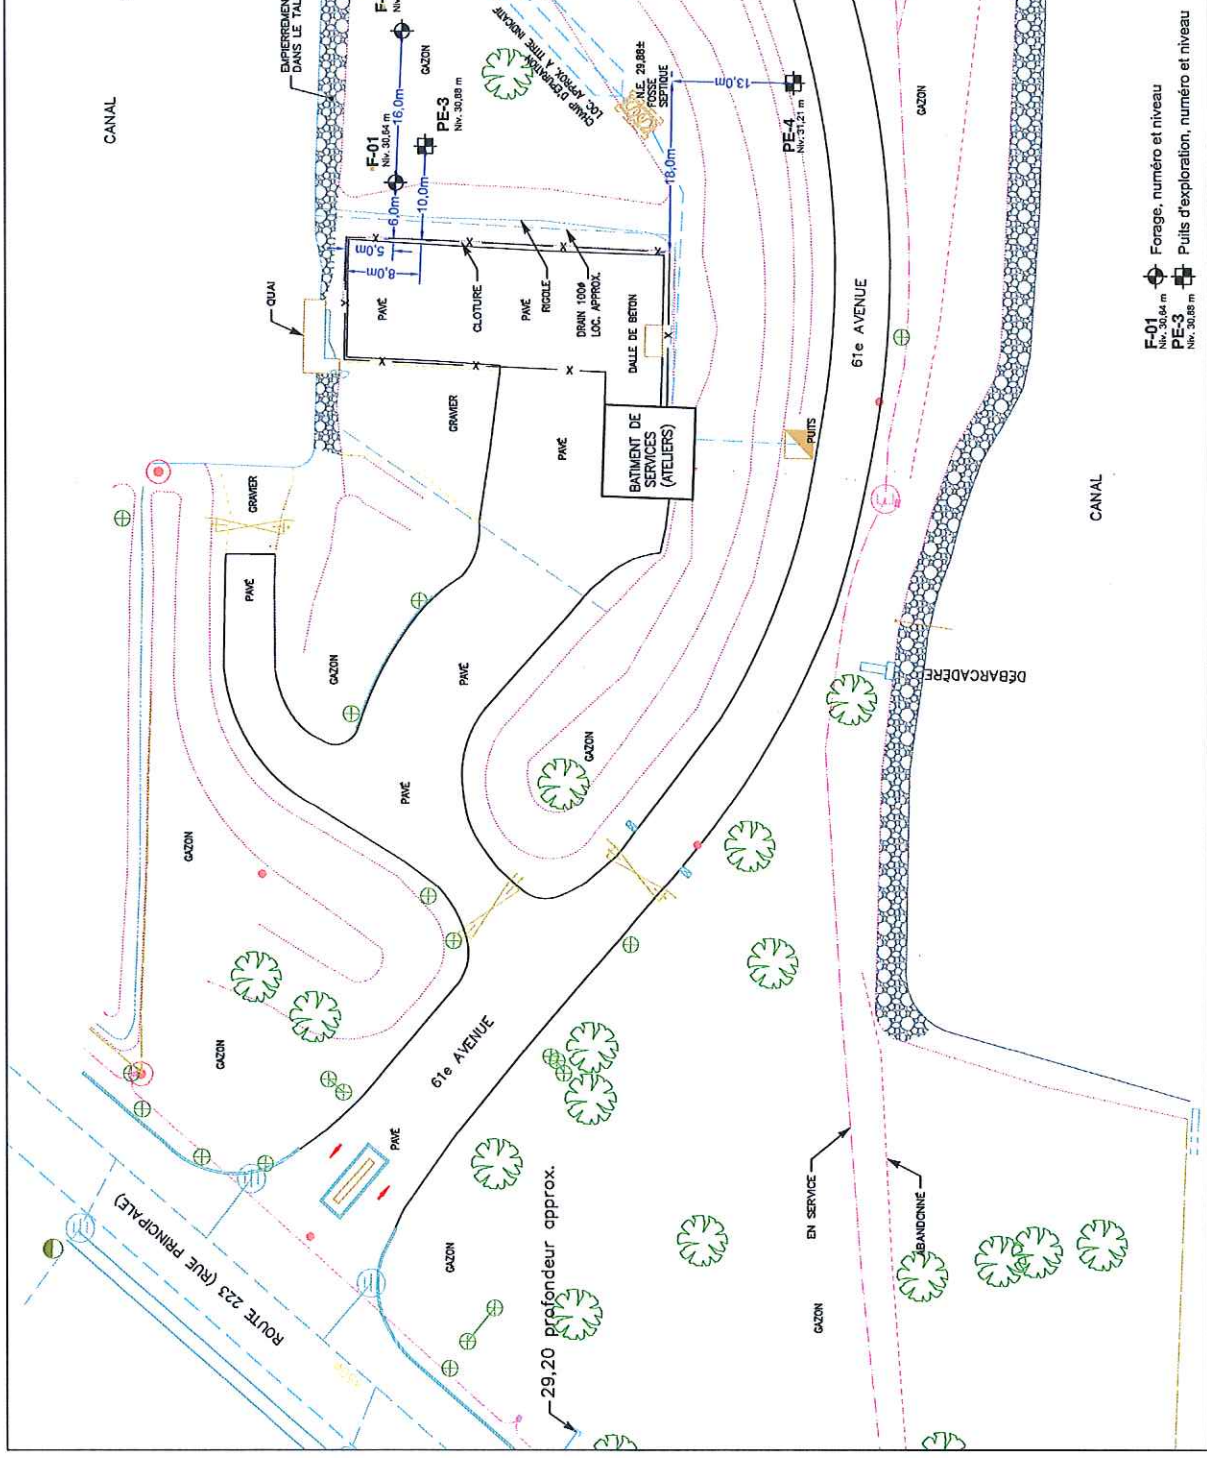 CANAL
EMPIERREMEN
DANS LE TAL
QUAI
F-
Niv.
16,0m
GAZON
F-01
Niv. 30,64 m
6,0m
PE-3
Niv. 30,88 m
10,0m
5,0m
8,0m
PAVÉ
CLOTURE
PAVÉ
RIGOLE
DRAIN 100ø
LOC. APPROX.
DALLE DE BÉTON
CHAMP D'ÉPURATION
LOC. APPROX. A TITRE INDICATIF
N.E. 29,88±
FOSSE
SEPTIQUE
18,0m
13,0m
PE-4
Niv. 31,21 m
GAZON
GRAVIER
PAVÉ
GRAVIER
PAVÉ
BATIMENT DE
SERVICES
(ATELIERS)
PUITS
61e AVENUE
GAZON
PAVÉ
PAVÉ
GAZON
GAZON
GAZON
DÉBARCADÈRE
CANAL
61e AVENUE
PAVÉ
ROUTE 223 (RUE PRINCIPALE)
GAZON
29,20 profondeur approx.
EN SERVICE
ABANDONNÉ
GAZON
F-01
Niv. 30,64 m
Forage, numéro et niveau
PE-3
Niv. 30,88 m
Puits d'exploration, numéro et niveau